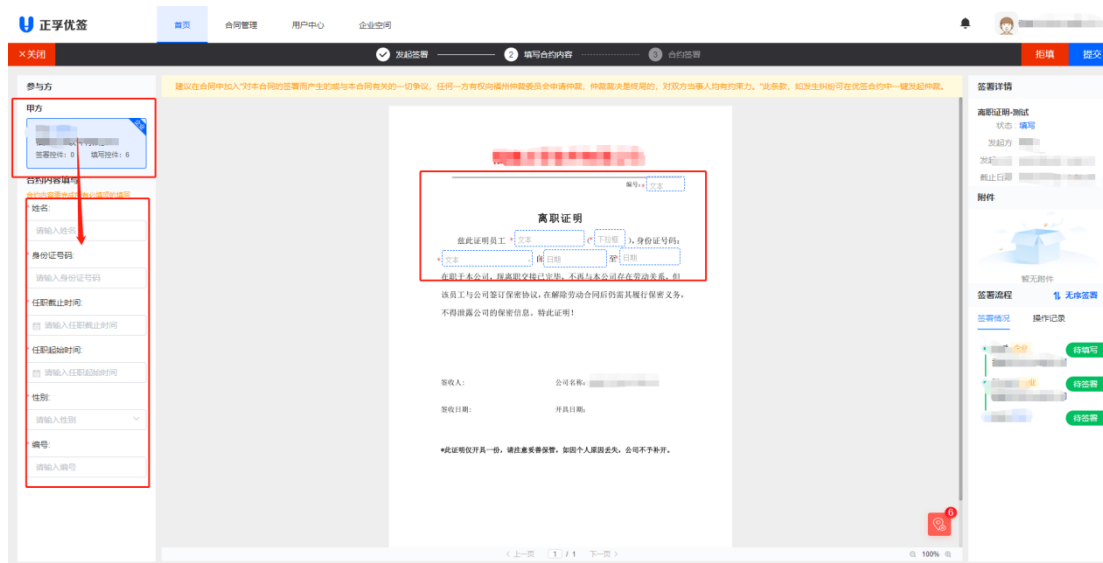 正孚优签
首页 合同管理 用户中心 企业空间
×关闭
发起签署 2 填写合约内容 3 合约签署
拒填 提交
参与方
建议在合同中加入"对本合同的签署而产生的或与本合同有关的一切争议，任何一方有权向福州仲裁委员会申请仲裁，仲裁裁决是终局的，对双方当事人均有约束力。"此条款，如发生纠纷可在优签合约中一键发起仲裁。
签署详情
甲方
签署控件：0 填写控件：6
离职证明-测试
状态 填写
发起方
截止日期
附件
暂无附件
合约内容填写
* 姓名:
请输入姓名
* 身份证号码:
请输入身份证号码
* 任职截止时间:
请输入任职截止时间
* 任职起始时间:
请输入任职起始时间
* 性别:
请输入性别
* 编号:
请输入编号
编号:* 文本
离职证明
兹此证明员工 * 文本 (* 下拉框 )，身份证号码：
* 文本 ，自 日期 至 日期
在职于本公司，现离职交接已完毕，不再与本公司存在劳动关系。但
该员工与公司签订保密协议，在解除劳动合同后仍需其履行保密义务，
不得泄露公司的保密信息。特此证明！
签收人： 公司名称：
签收日期： 开具日期：
*此证明仅开具一份，请注意妥善保管，如因个人原因丢失，公司不予补开。
签署流程 无序签署
签署情况 操作记录
待填写
待签署
待签署
6
上一页 1 / 1 下一页
100%